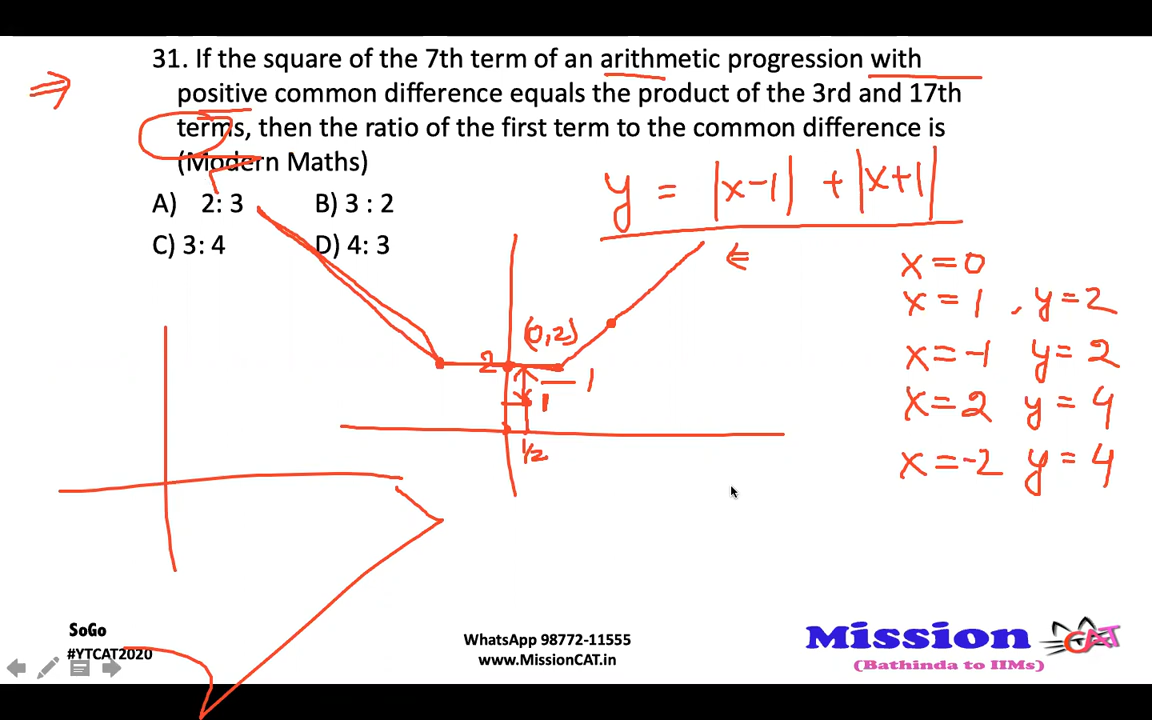 31. If the square of the 7th term of an arithmetic progression with
positive common difference equals the product of the 3rd and 17th
terms, then the ratio of the first term to the common difference is
(Modern Maths)
A) 2: 3 B) 3 : 2
C) 3: 4 D) 4: 3
y = |x-1| + |x+1|
x=0
x=1, y=2
x=-1 y=2
x=2 y=4
x=-2 y=4
(0,2)
2
1
1
1/2
SoGo
#YTCAT2020
WhatsApp 98772-11555
www.MissionCAT.in
Mission CAT
(Bathinda to IIMs)